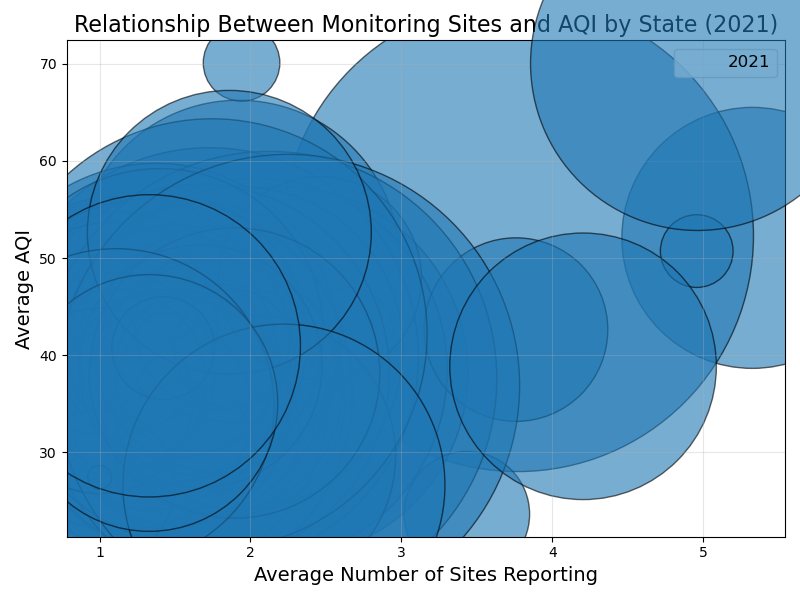 Relationship Between Monitoring Sites and AQI by State (2021)
2021
70
60
50
40
30
Average AQI
1 2 3 4 5
Average Number of Sites Reporting